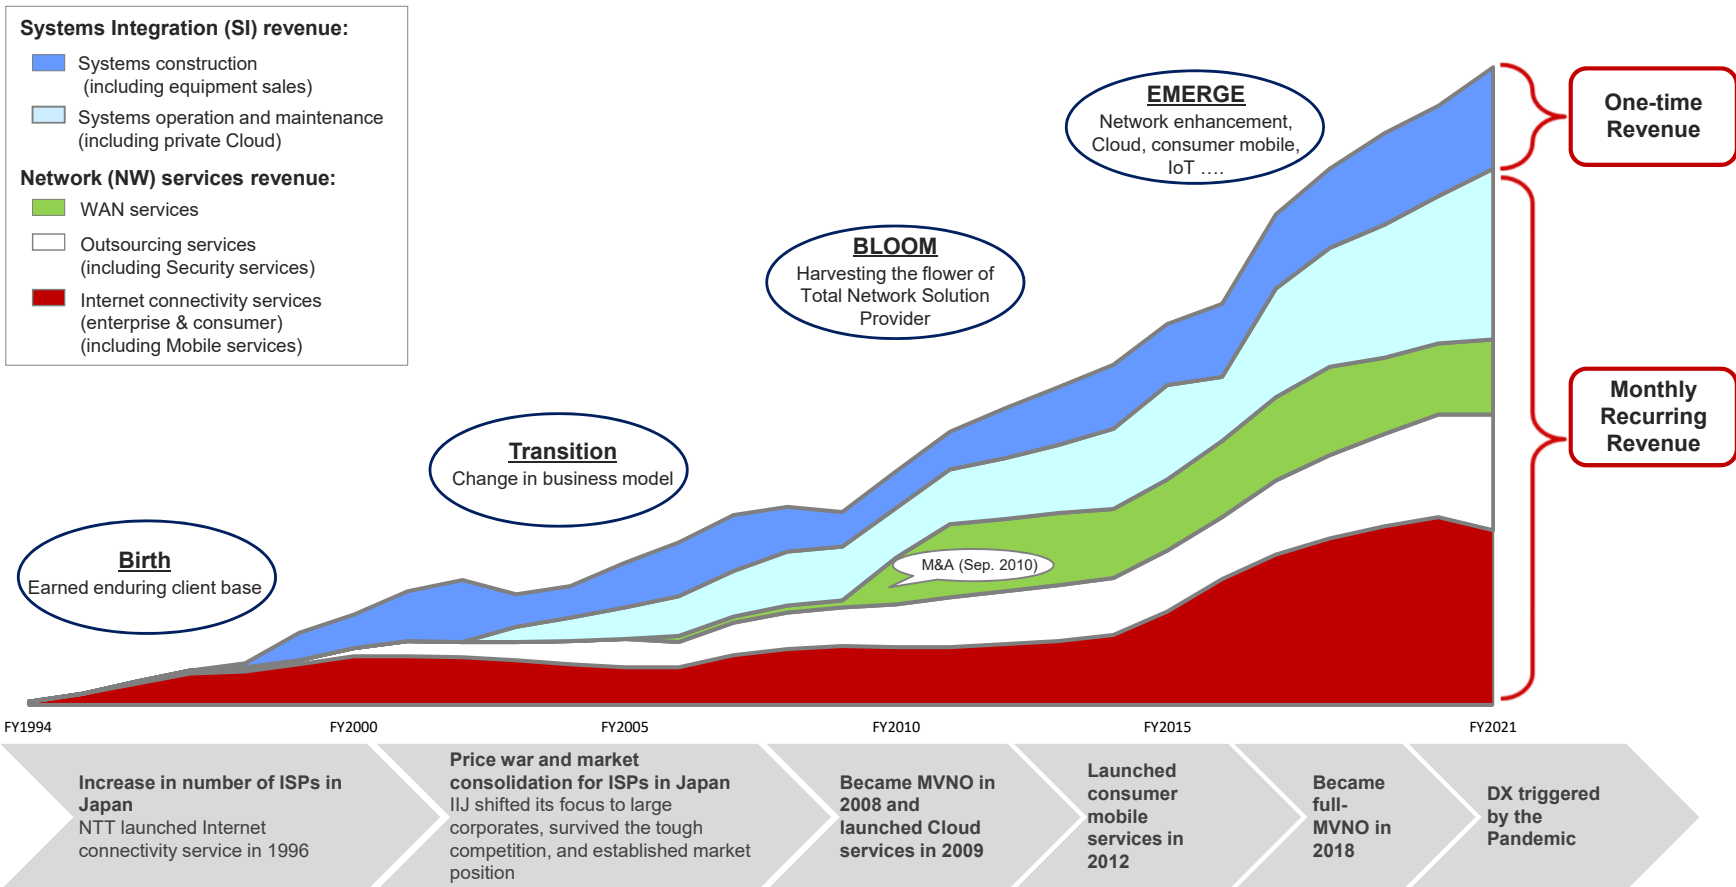 Systems Integration (SI) revenue:
Systems construction
(including equipment sales)
Systems operation and maintenance
(including private Cloud)
Network (NW) services revenue:
WAN services
Outsourcing services
(including Security services)
Internet connectivity services
(enterprise & consumer)
(including Mobile services)
Birth
Earned enduring client base
Transition
Change in business model
BLOOM
Harvesting the flower of
Total Network Solution
Provider
EMERGE
Network enhancement,
Cloud, consumer mobile,
IoT ….
M&A (Sep. 2010)
One-time
Revenue
Monthly
Recurring
Revenue
FY1994
FY2000
FY2005
FY2010
FY2015
FY2021
Increase in number of ISPs in
Japan
NTT launched Internet
connectivity service in 1996
Price war and market
consolidation for ISPs in Japan
IIJ shifted its focus to large
corporates, survived the tough
competition, and established market
position
Became MVNO in
2008 and
launched Cloud
services in 2009
Launched
consumer
mobile
services in
2012
Became
full-
MVNO in
2018
DX triggered
by the
Pandemic